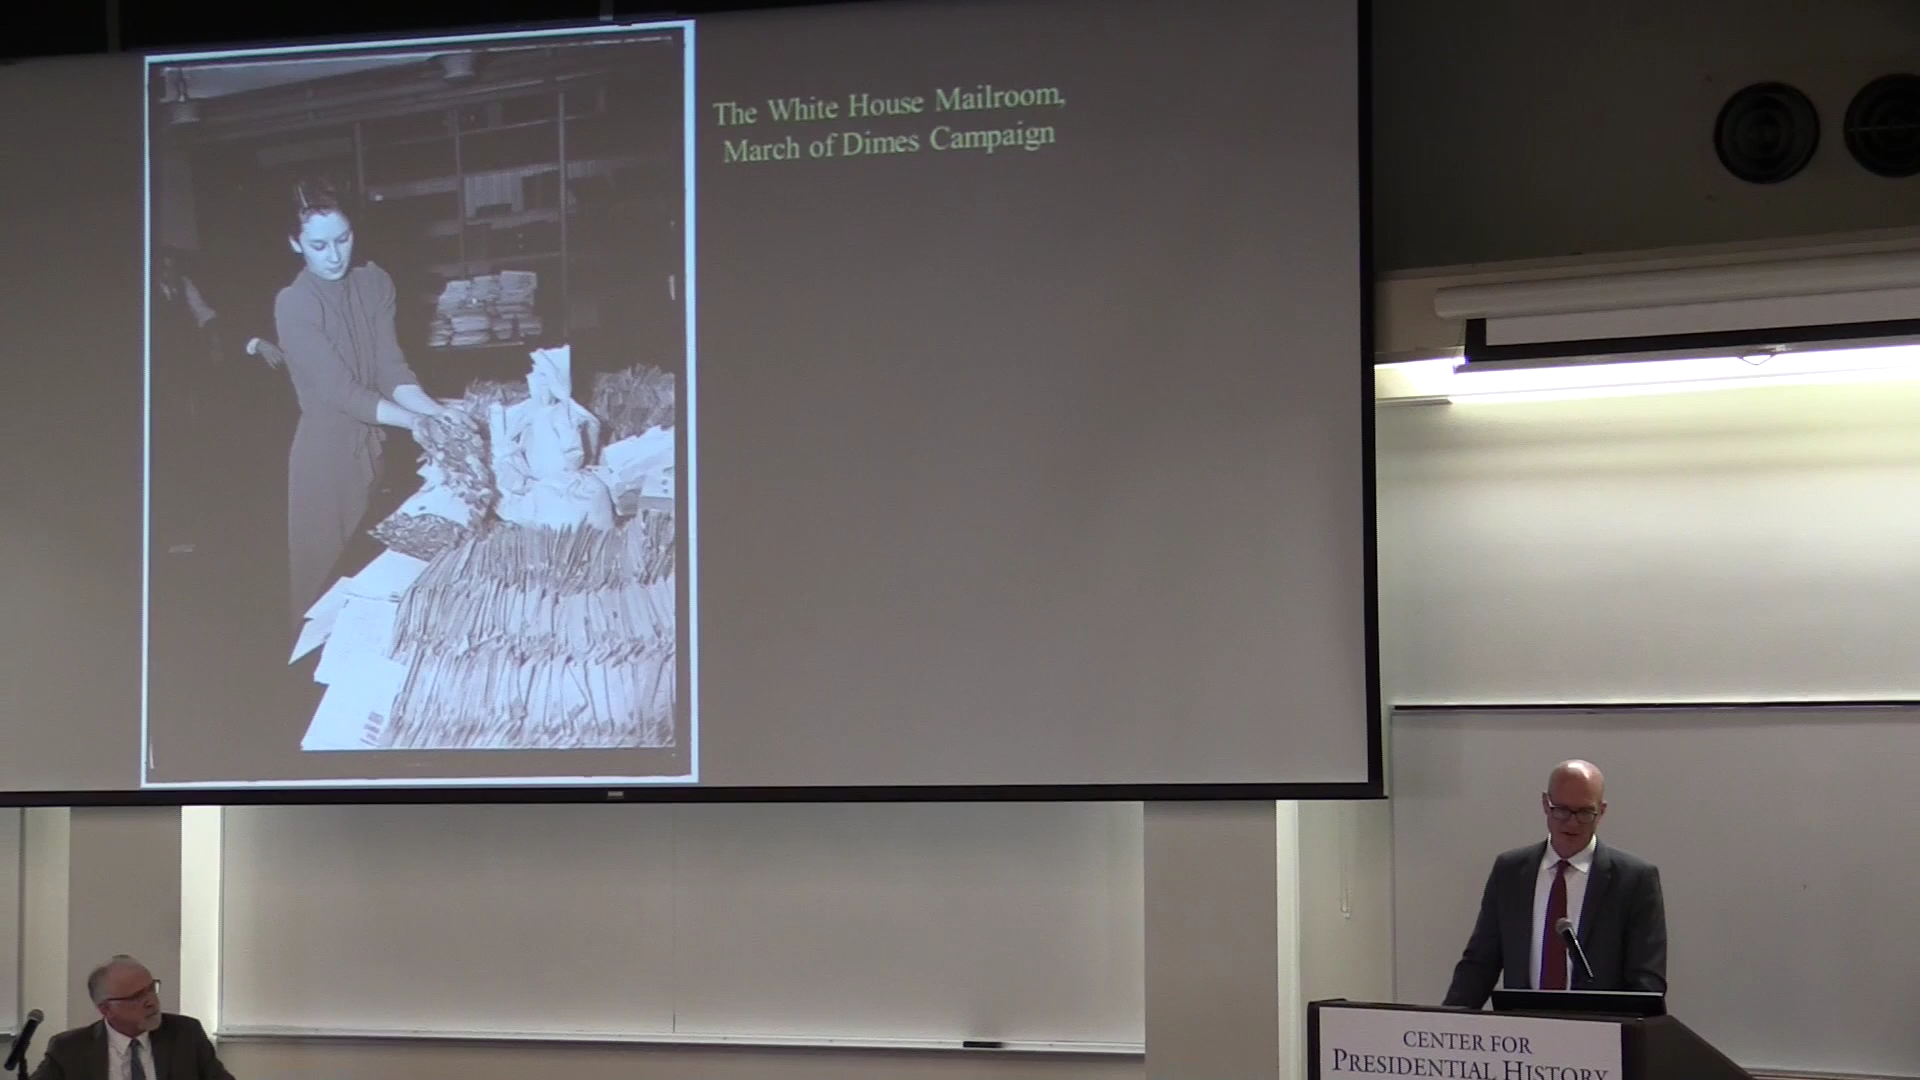 The White House Mailroom,
March of Dimes Campaign
CENTER FOR
PRESIDENTIAL HISTORY